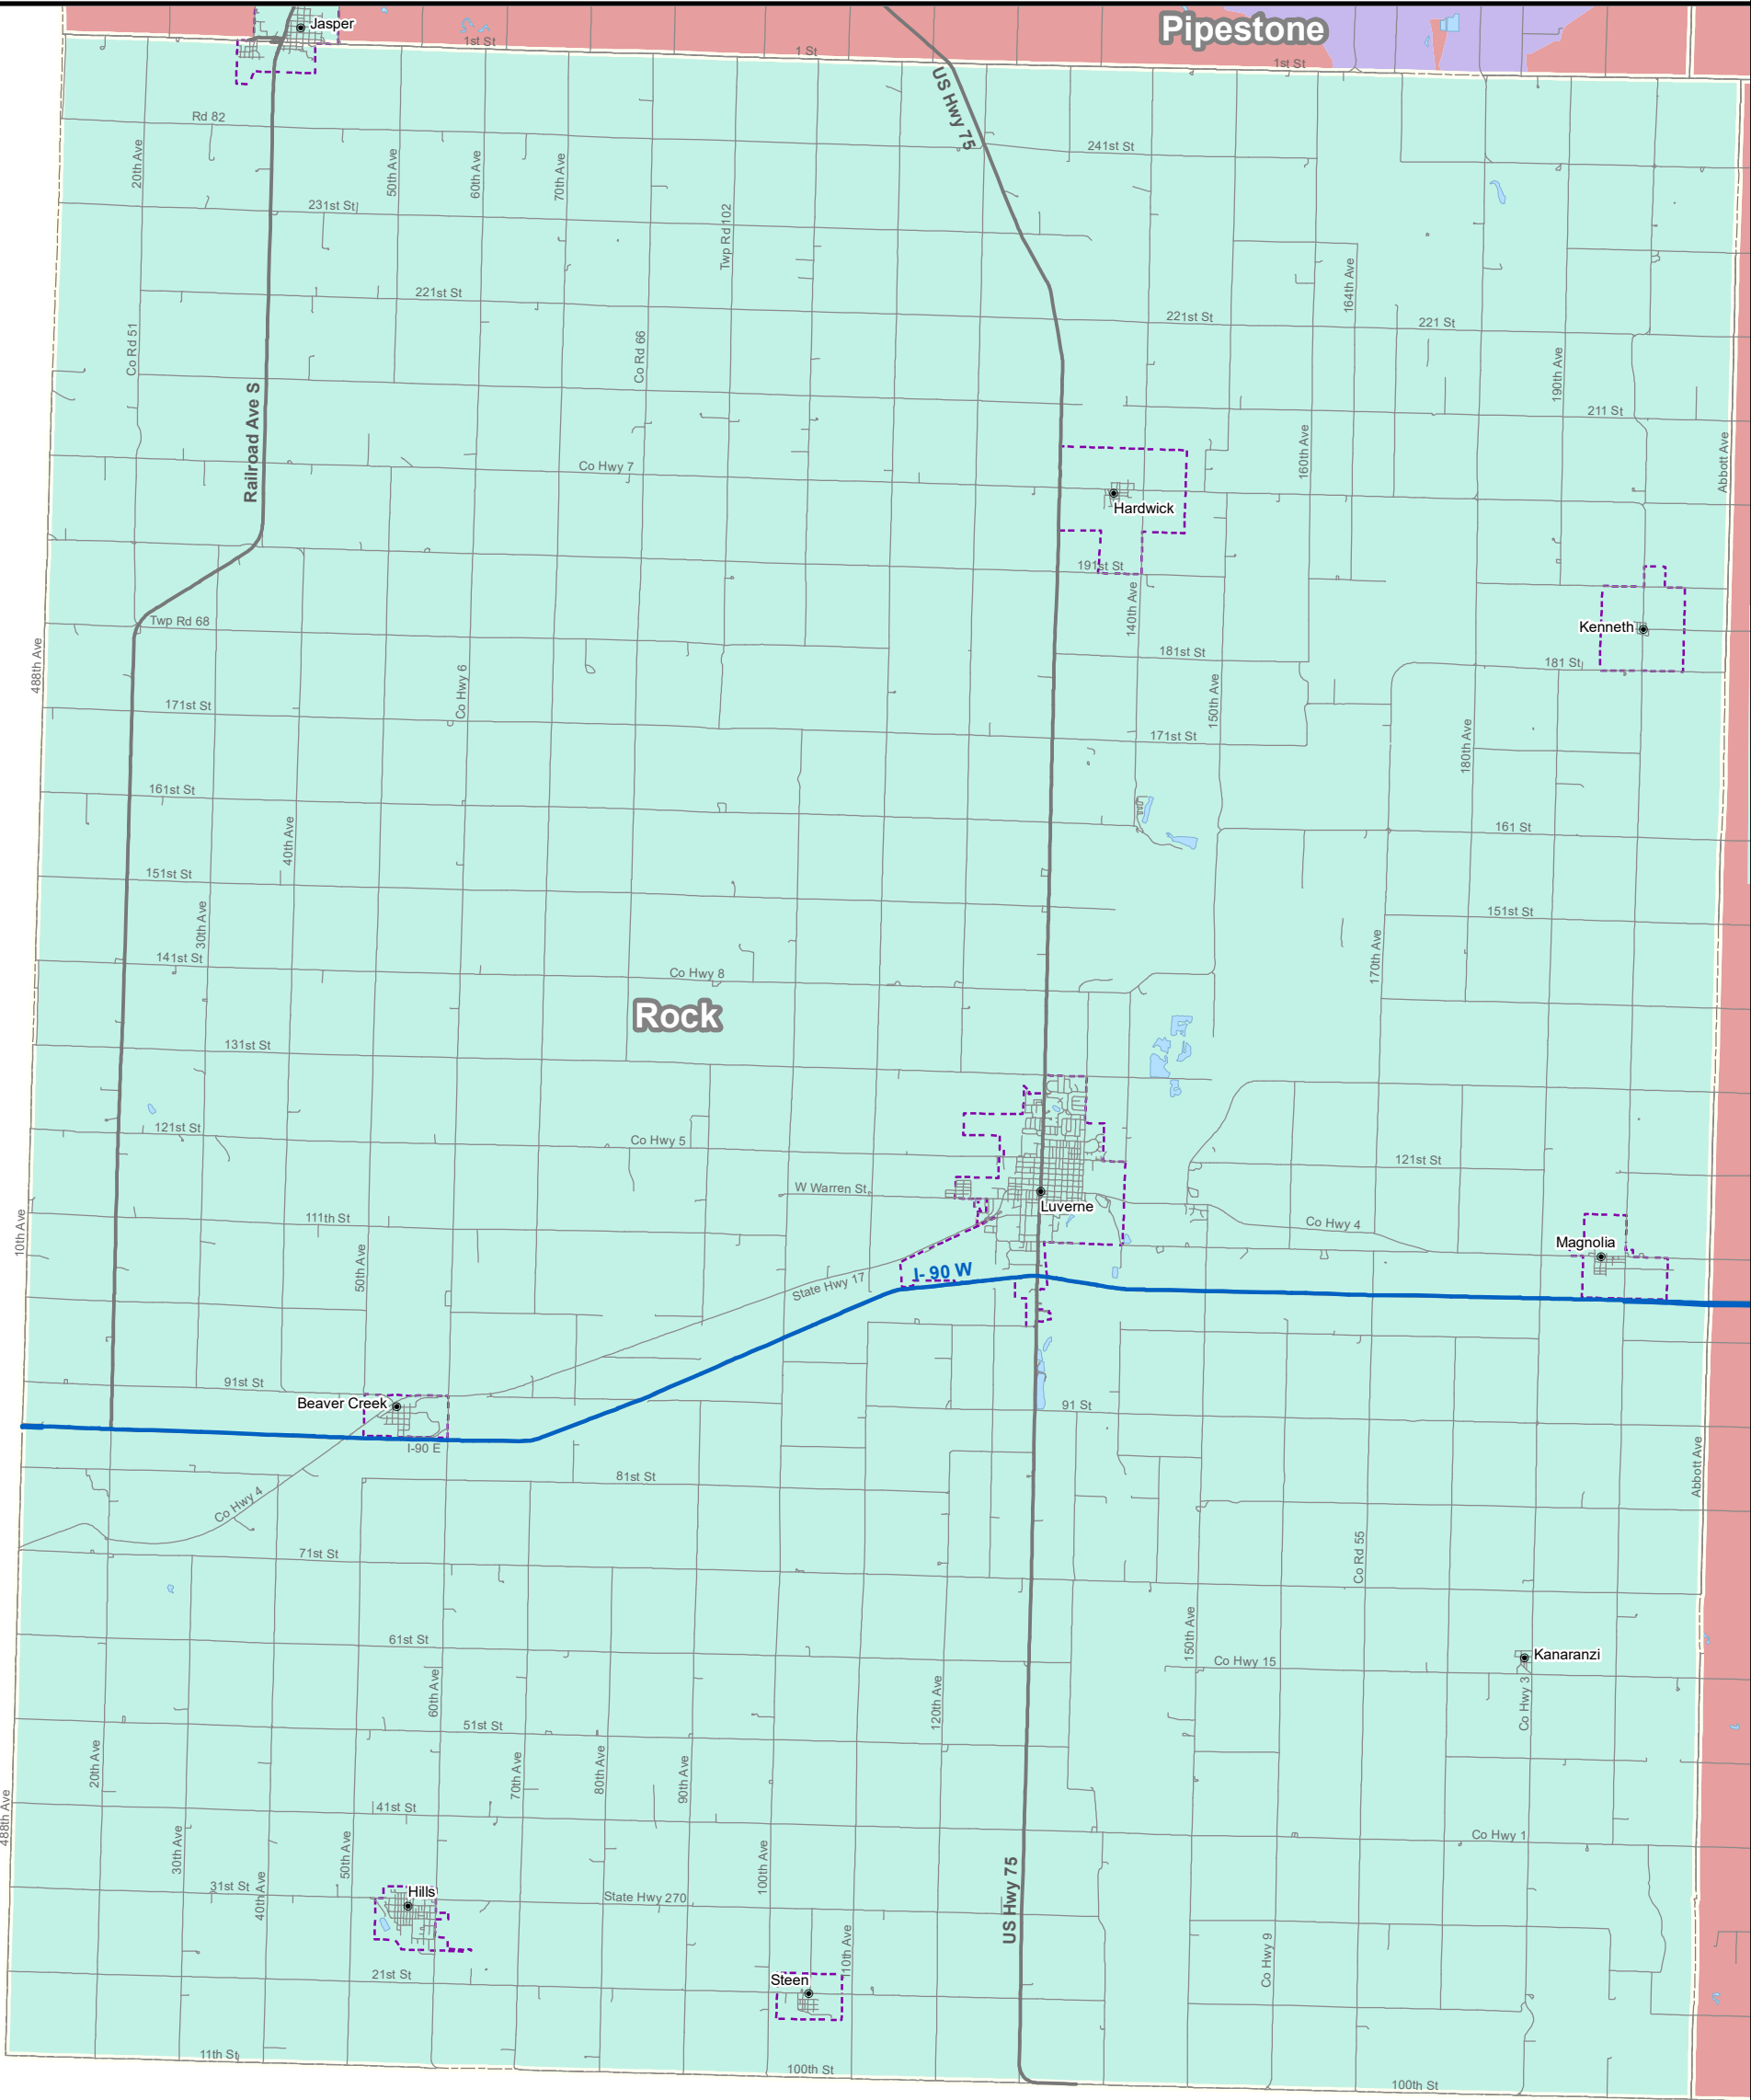 Jasper
Pipestone
1st St
1 St
1st St
US Hwy 75
Rd 82
241st St
20th Ave
50th Ave
60th Ave
70th Ave
231st St
Twp Rd 102
164th Ave
221st St
221st St
221 St
Co Rd 51
Co Rd 66
190th Ave
Railroad Ave S
211 St
160th Ave
Abbott Ave
Co Hwy 7
Hardwick
191st St
140th Ave
Kenneth
Twp Rd 68
488th Ave
181st St
181 St
Co Hwy 6
150th Ave
171st St
171st St
180th Ave
161st St
161 St
40th Ave
151st St
151st St
30th Ave
170th Ave
141st St
Co Hwy 8
Rock
131st St
121st St
Co Hwy 5
121st St
W Warren St
Luverne
10th Ave
111th St
Co Hwy 4
Magnolia
50th Ave
I- 90 W
State Hwy 17
91st St
Beaver Creek
91 St
I-90 E
Abbott Ave
81st St
Co Hwy 4
71st St
Co Rd 55
61st St
150th Ave
Co Hwy 15
Kanaranzi
60th Ave
120th Ave
Co Hwy 3
51st St
20th Ave
70th Ave
80th Ave
90th Ave
488th Ave
41st St
Co Hwy 1
30th Ave
50th Ave
100th Ave
US Hwy 75
31st St
Hills
State Hwy 270
40th Ave
110th Ave
Co Hwy 9
21st St
Steen
11th St
100th St
100th St